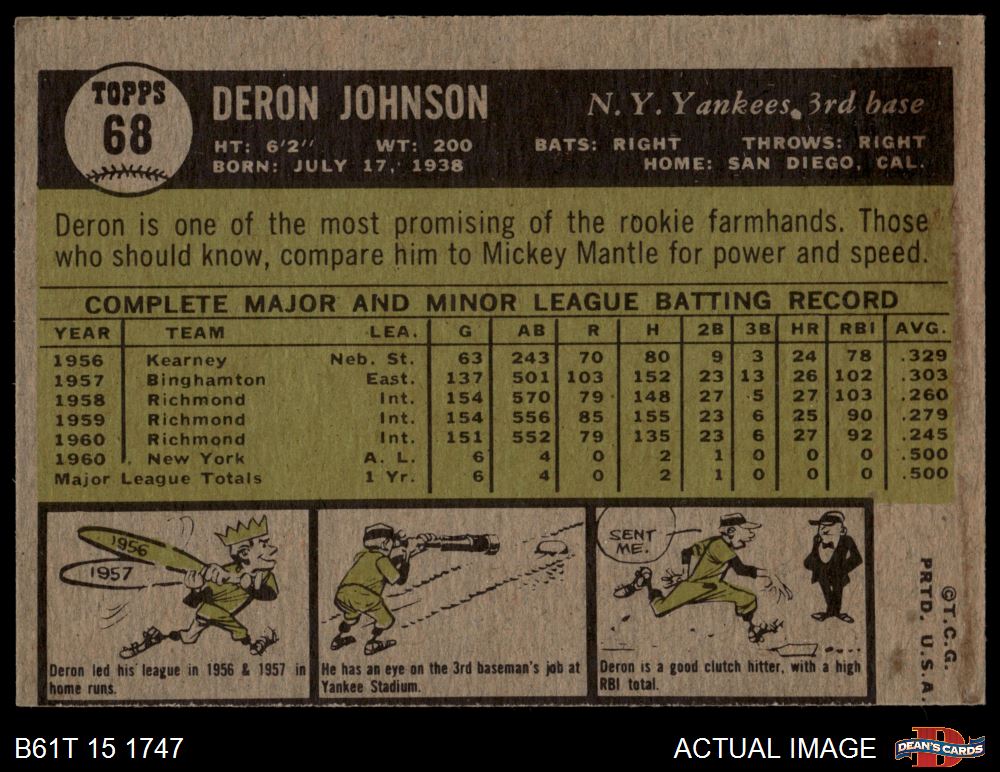 TOPPS
68
DERON JOHNSON
N. Y. Yankees, 3rd base
HT: 6'2" WT: 200 BATS: RIGHT THROWS: RIGHT
BORN: JULY 17, 1938 HOME: SAN DIEGO, CAL.
Deron is one of the most promising of the rookie farmhands. Those
who should know, compare him to Mickey Mantle for power and speed.
COMPLETE MAJOR AND MINOR LEAGUE BATTING RECORD
YEAR TEAM LEA. G AB R H 2B 3B HR RBI AVG.
1956 Kearney Neb. St. 63 243 70 80 9 3 24 78 .329
1957 Binghamton East. 137 501 103 152 23 13 26 102 .303
1958 Richmond Int. 154 570 79 148 27 5 27 103 .260
1959 Richmond Int. 154 556 85 155 23 6 25 90 .279
1960 Richmond Int. 151 552 79 135 23 6 27 92 .245
1960 New York A. L. 6 4 0 2 1 0 0 0 .500
Major League Totals 1 Yr. 6 4 0 2 1 0 0 0 .500
1956
1957
Deron led his league in 1956 & 1957 in
home runs.
He has an eye on the 3rd baseman's job at
Yankee Stadium.
SENT
ME.
Deron is a good clutch hitter, with a high
RBI total.
©T.C.G.
PRTD. U.S.A.
B61T 15 1747
ACTUAL IMAGE
DEAN'S CARDS